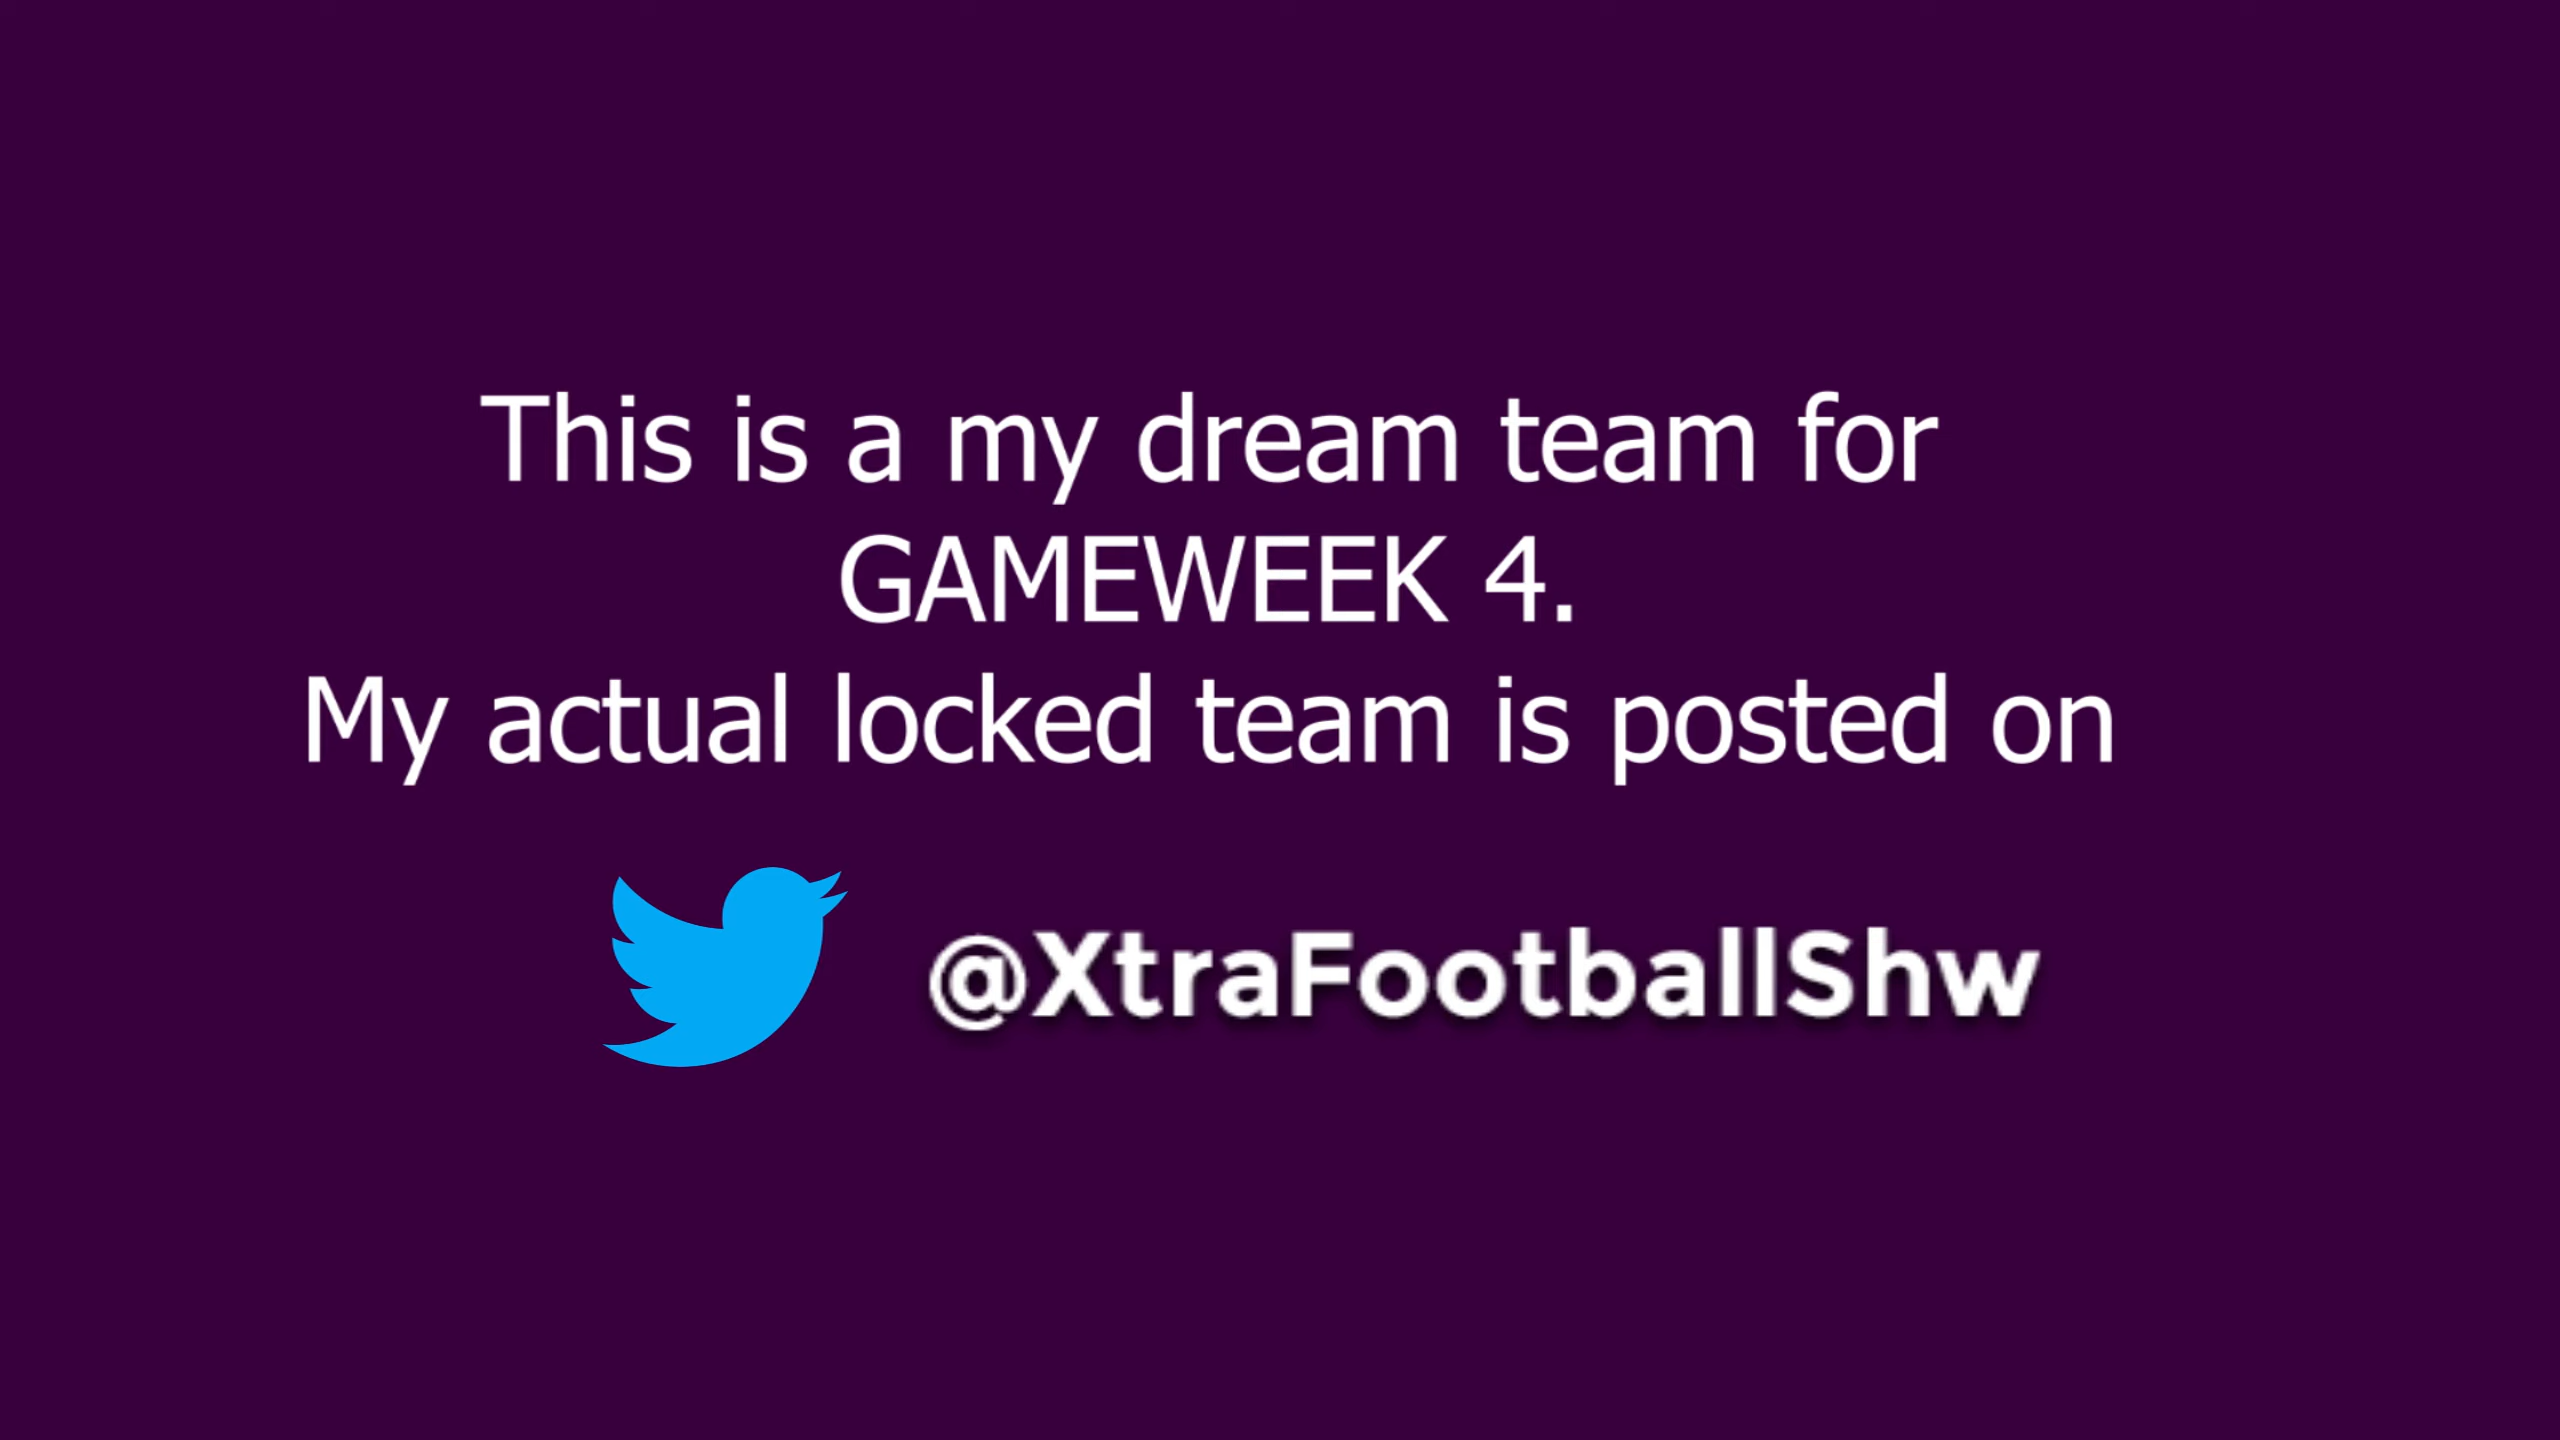 This is a my dream team for
GAMEWEEK 4.
My actual locked team is posted on
@XtraFootballShw